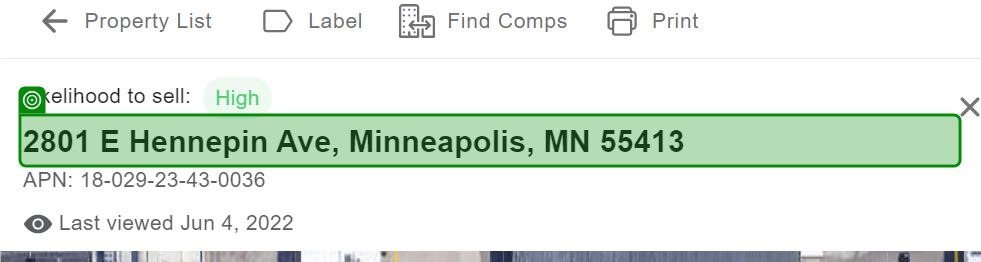 Property List Label Find Comps Print
kelihood to sell: High
2801 E Hennepin Ave, Minneapolis, MN 55413
APN: 18-029-23-43-0036
Last viewed Jun 4, 2022